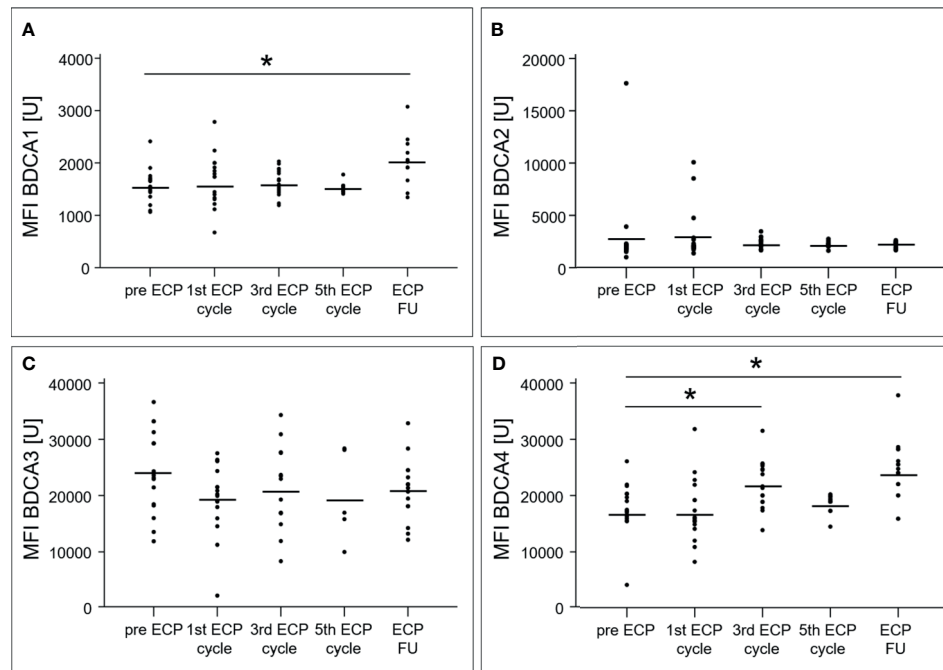 A
MFI BDCA1 [U]
4000
3000
2000
1000
0
*
pre ECP
1st ECP
cycle
3rd ECP
cycle
5th ECP
cycle
ECP
FU
B
MFI BDCA2 [U]
20000
15000
10000
5000
0
pre ECP
1st ECP
cycle
3rd ECP
cycle
5th ECP
cycle
ECP
FU
C
MFI BDCA3 [U]
40000
30000
20000
10000
0
pre ECP
1st ECP
cycle
3rd ECP
cycle
5th ECP
cycle
ECP
FU
D
MFI BDCA4 [U]
40000
30000
20000
10000
0
*
*
pre ECP
1st ECP
cycle
3rd ECP
cycle
5th ECP
cycle
ECP
FU